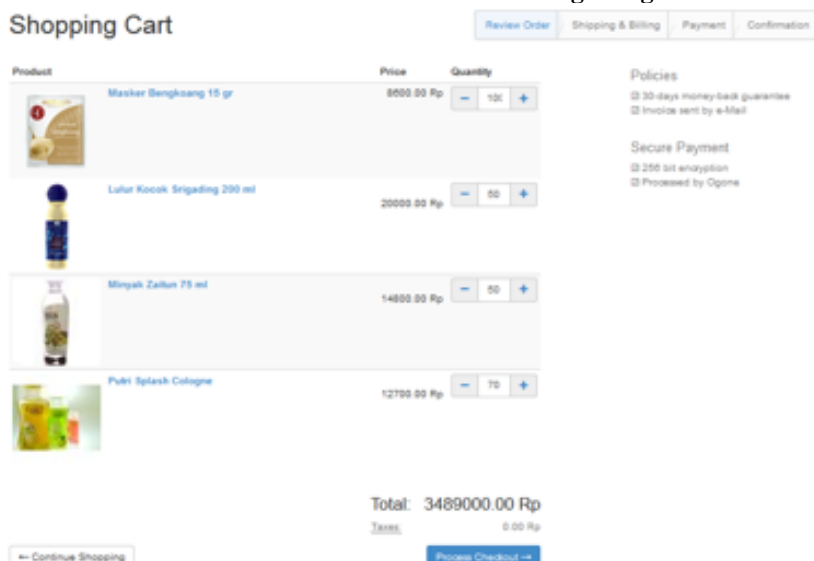 Shopping Cart
Review Order Shipping & Billing Payment Confirmation
Product Price Quantity
Masker Bengkoang 15 gr 8600.00 Rp − +
Lulur Kocok Srigading 200 ml 20000.00 Rp − 50 +
Minyak Zaitun 75 ml 14800.00 Rp − 50 +
Putri Splash Cologne 12700.00 Rp − 70 +
Total: 3489000.00 Rp
Taxes: 0.00 Rp
← Continue Shopping Process Checkout →
Policies
☑ 30-days money-back guarantee
☑ Invoice sent by e-Mail
Secure Payment
☑ 256 bit encryption
☑ Processed by Ogone